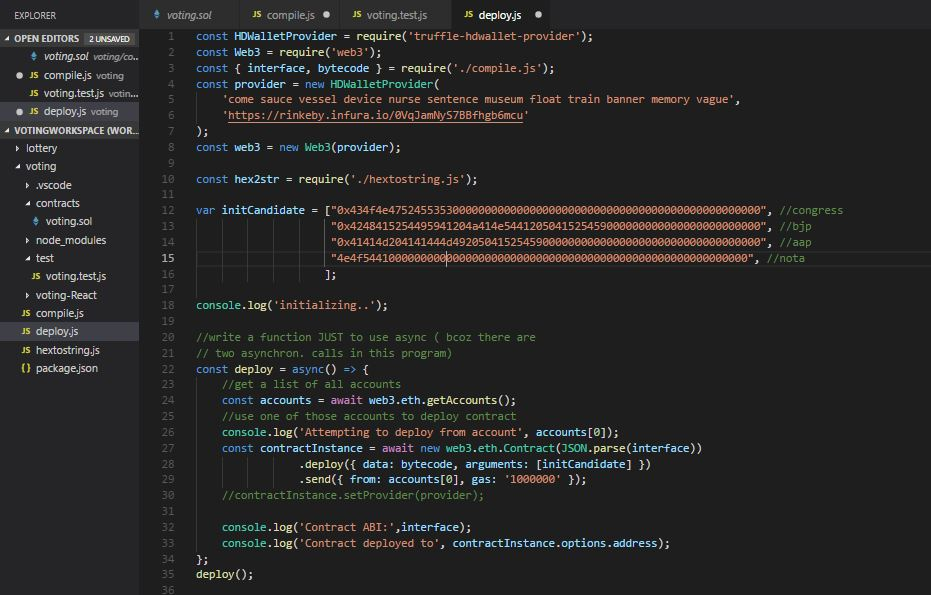 EXPLORER
OPEN EDITORS 2 UNSAVED
voting.sol voting/co...
JS compile.js voting
JS voting.test.js votin...
JS deploy.js voting
VOTINGWORKSPACE (WOR...
lottery
voting
.vscode
contracts
voting.sol
node_modules
test
JS voting.test.js
voting-React
JS compile.js
JS deploy.js
JS hextostring.js
{} package.json
voting.sol
JS compile.js
JS voting.test.js
JS deploy.js
1 const HDWalletProvider = require('truffle-hdwallet-provider');
2 const Web3 = require('web3');
3 const { interface, bytecode } = require('./compile.js');
4 const provider = new HDWalletProvider(
5 'come sauce vessel device nurse sentence museum float train banner memory vague',
6 'https://rinkeby.infura.io/0VqJamNyS7BBfhgb6mcu'
7 );
8 const web3 = new Web3(provider);
9
10 const hex2str = require('./hextostring.js');
11
12 var initCandidate = ["0x434f4e4752455353000000000000000000000000000000000000000000000000", //congress
13 "0x4248415254495941204a414e5441205041525459000000000000000000000000", //bjp
14 "0x41414d204141444d492050415254590000000000000000000000000000000000", //aap
15 "4e4f544100000000000000000000000000000000000000000000000000000000", //nota
16 ];
17
18 console.log('initializing..');
19
20 //write a function JUST to use async ( bcoz there are
21 // two asynchron. calls in this program)
22 const deploy = async() => {
23 //get a list of all accounts
24 const accounts = await web3.eth.getAccounts();
25 //use one of those accounts to deploy contract
26 console.log('Attempting to deploy from account', accounts[0]);
27 const contractInstance = await new web3.eth.Contract(JSON.parse(interface))
28 .deploy({ data: bytecode, arguments: [initCandidate] })
29 .send({ from: accounts[0], gas: '1000000' });
30 //contractInstance.setProvider(provider);
31
32 console.log('Contract ABI:',interface);
33 console.log('Contract deployed to', contractInstance.options.address);
34 };
35 deploy();
36